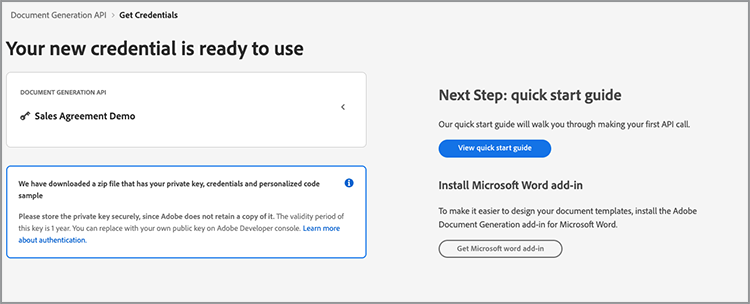 Document Generation API > Get Credentials
Your new credential is ready to use
DOCUMENT GENERATION API
Sales Agreement Demo
We have downloaded a zip file that has your private key, credentials and personalized code
sample
Please store the private key securely, since Adobe does not retain a copy of it. The validity period of
this key is 1 year. You can replace with your own public key on Adobe Developer console. Learn more
about authentication.
Next Step: quick start guide
Our quick start guide will walk you through making your first API call.
View quick start guide
Install Microsoft Word add-in
To make it easier to design your document templates, install the Adobe
Document Generation add-in for Microsoft Word.
Get Microsoft word add-in